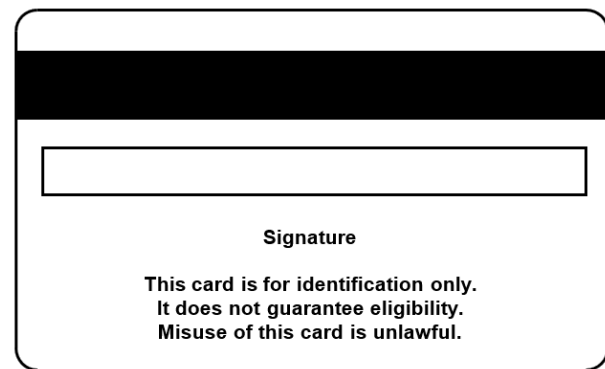 Signature
This card is for identification only.
It does not guarantee eligibility.
Misuse of this card is unlawful.